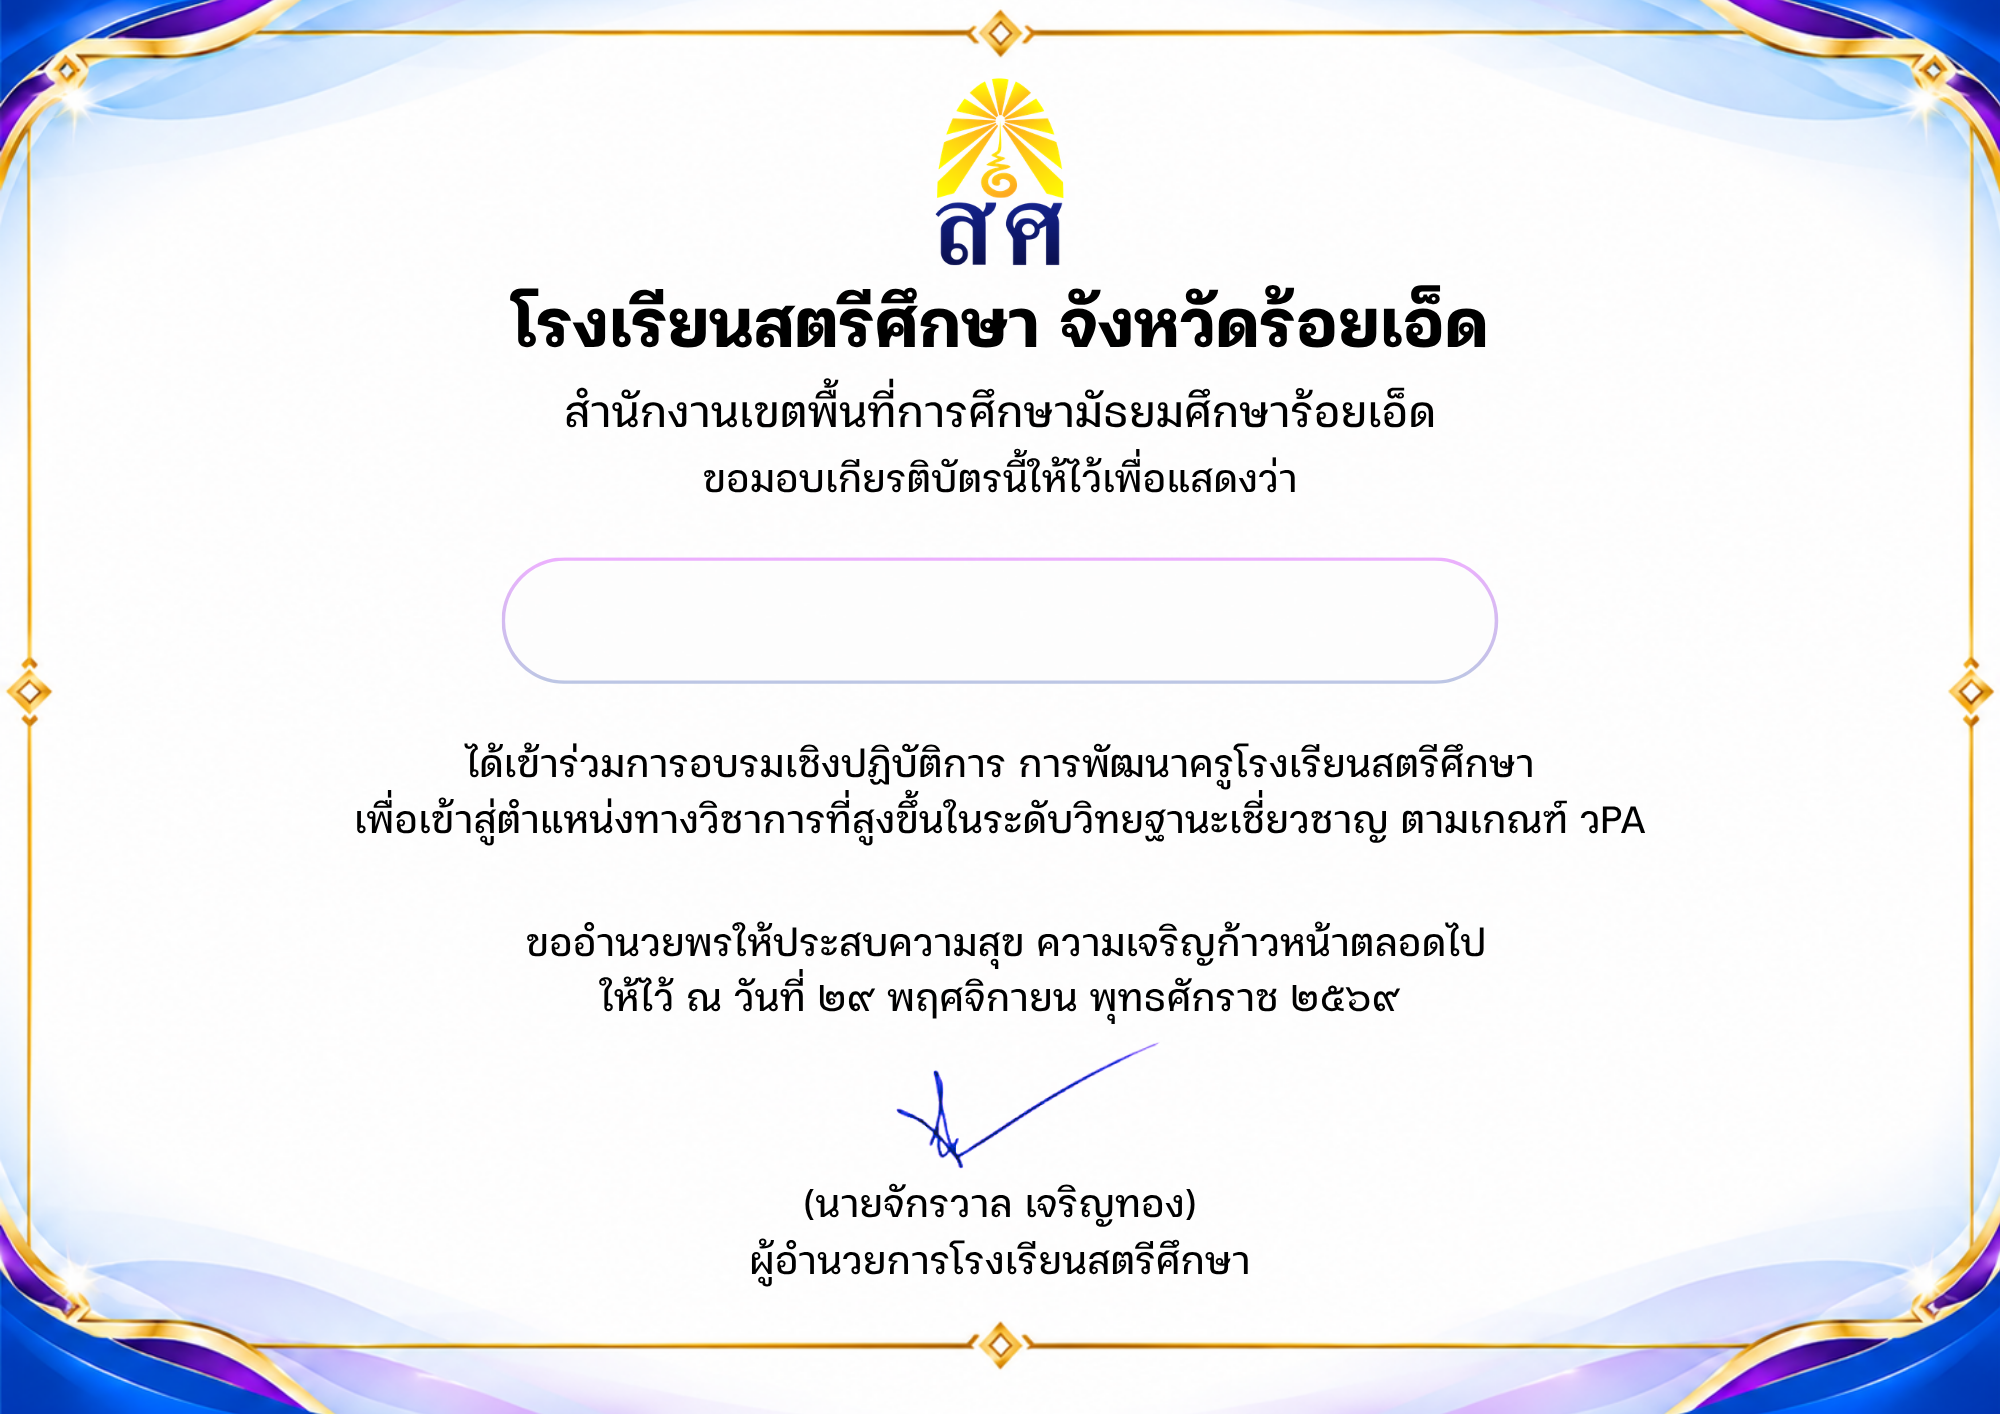 สศ
โรงเรียนสตรีศึกษา จังหวัดร้อยเอ็ด
สำนักงานเขตพื้นที่การศึกษามัธยมศึกษาร้อยเอ็ด
ขอมอบเกียรติบัตรนี้ให้ไว้เพื่อแสดงว่า
ได้เข้าร่วมการอบรมเชิงปฏิบัติการ การพัฒนาครูโรงเรียนสตรีศึกษา
เพื่อเข้าสู่ตำแหน่งทางวิชาการที่สูงขึ้นในระดับวิทยฐานะเชี่ยวชาญ ตามเกณฑ์ วPA
ขออำนวยพรให้ประสบความสุข ความเจริญก้าวหน้าตลอดไป
ให้ไว้ ณ วันที่ ๒๙ พฤศจิกายน พุทธศักราช ๒๕๖๙
(นายจักรวาล เจริญทอง)
ผู้อำนวยการโรงเรียนสตรีศึกษา